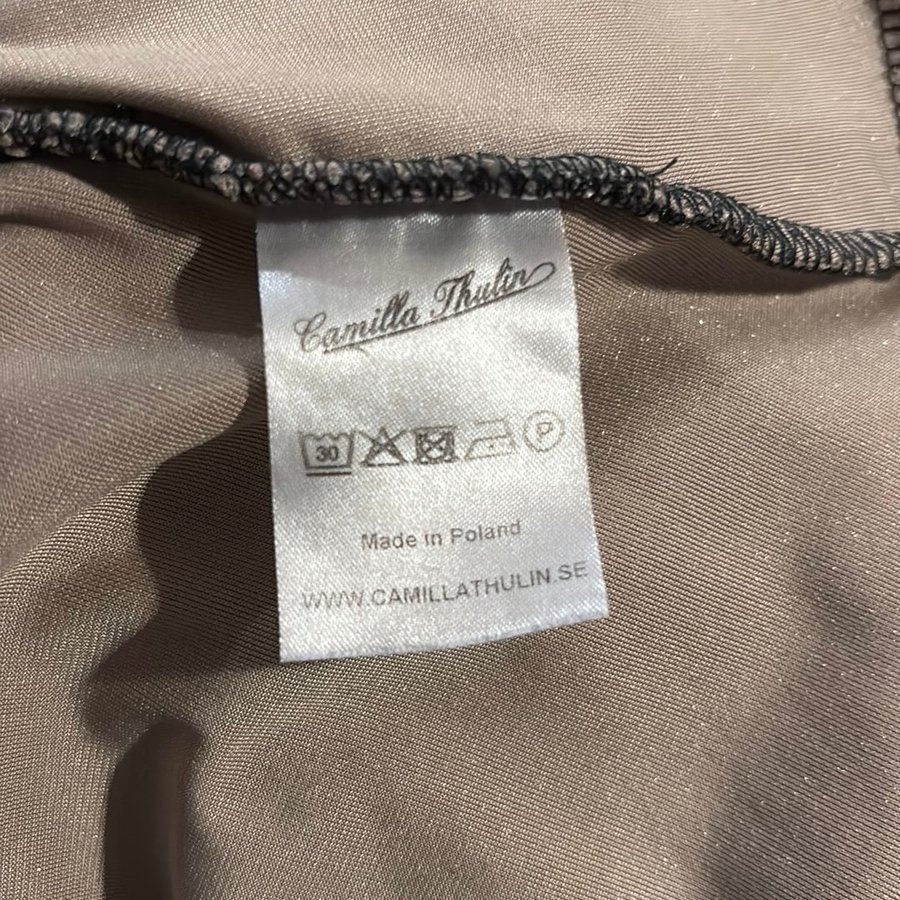 Camilla Thulin
30 P
Made in Poland
WWW.CAMILLATHULIN.SE